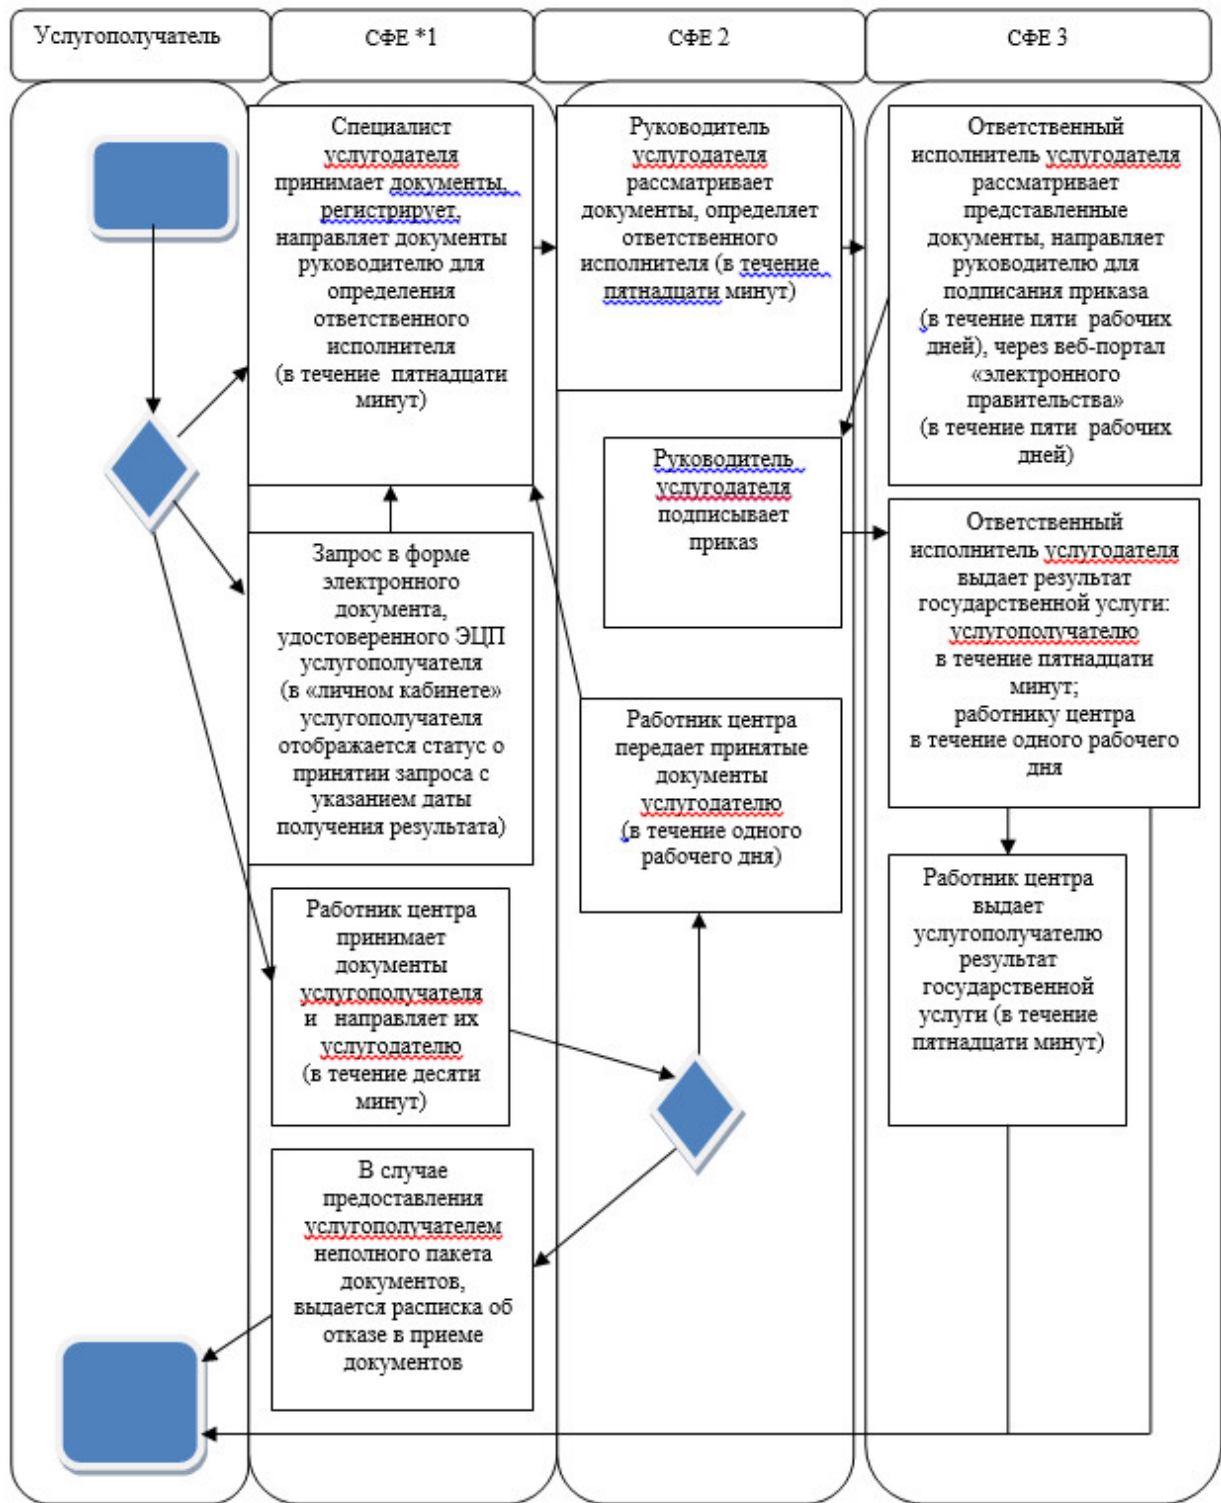 Услугополучатель
СФЕ *1
СФЕ 2
СФЕ 3
Специалист
услугодателя
принимает документы,
регистрирует,
направляет документы
руководителю для
определения
ответственного
исполнителя
(в течение пятнадцати
минут)
Руководитель
услугодателя
рассматривает
документы, определяет
ответственного
исполнителя (в течение
пятнадцати минут)
Ответственный
исполнитель услугодателя
рассматривает
представленные
документы, направляет
руководителю для
подписания приказа
(в течение пяти рабочих
дней), через веб-портал
«электронного
правительства»
(в течение пяти рабочих
дней)
Руководитель
услугодателя
подписывает
приказ
Ответственный
исполнитель услугодателя
выдает результат
государственной услуги:
услугополучателю
в течение пятнадцати
минут;
работнику центра
в течение одного рабочего
дня
Запрос в форме
электронного
документа,
удостоверенного ЭЦП
услугополучателя
(в «личном кабинете»
услугополучателя
отображается статус о
принятии запроса с
указанием даты
получения результата)
Работник центра
передает принятые
документы
услугодателю
(в течение одного
рабочего дня)
Работник центра
выдает
услугополучателю
результат
государственной
услуги (в течение
пятнадцати минут)
Работник центра
принимает
документы
услугополучателя
и направляет их
услугодателю
(в течение десяти
минут)
В случае
предоставления
услугополучателем
неполного пакета
документов,
выдается расписка об
отказе в приеме
документов